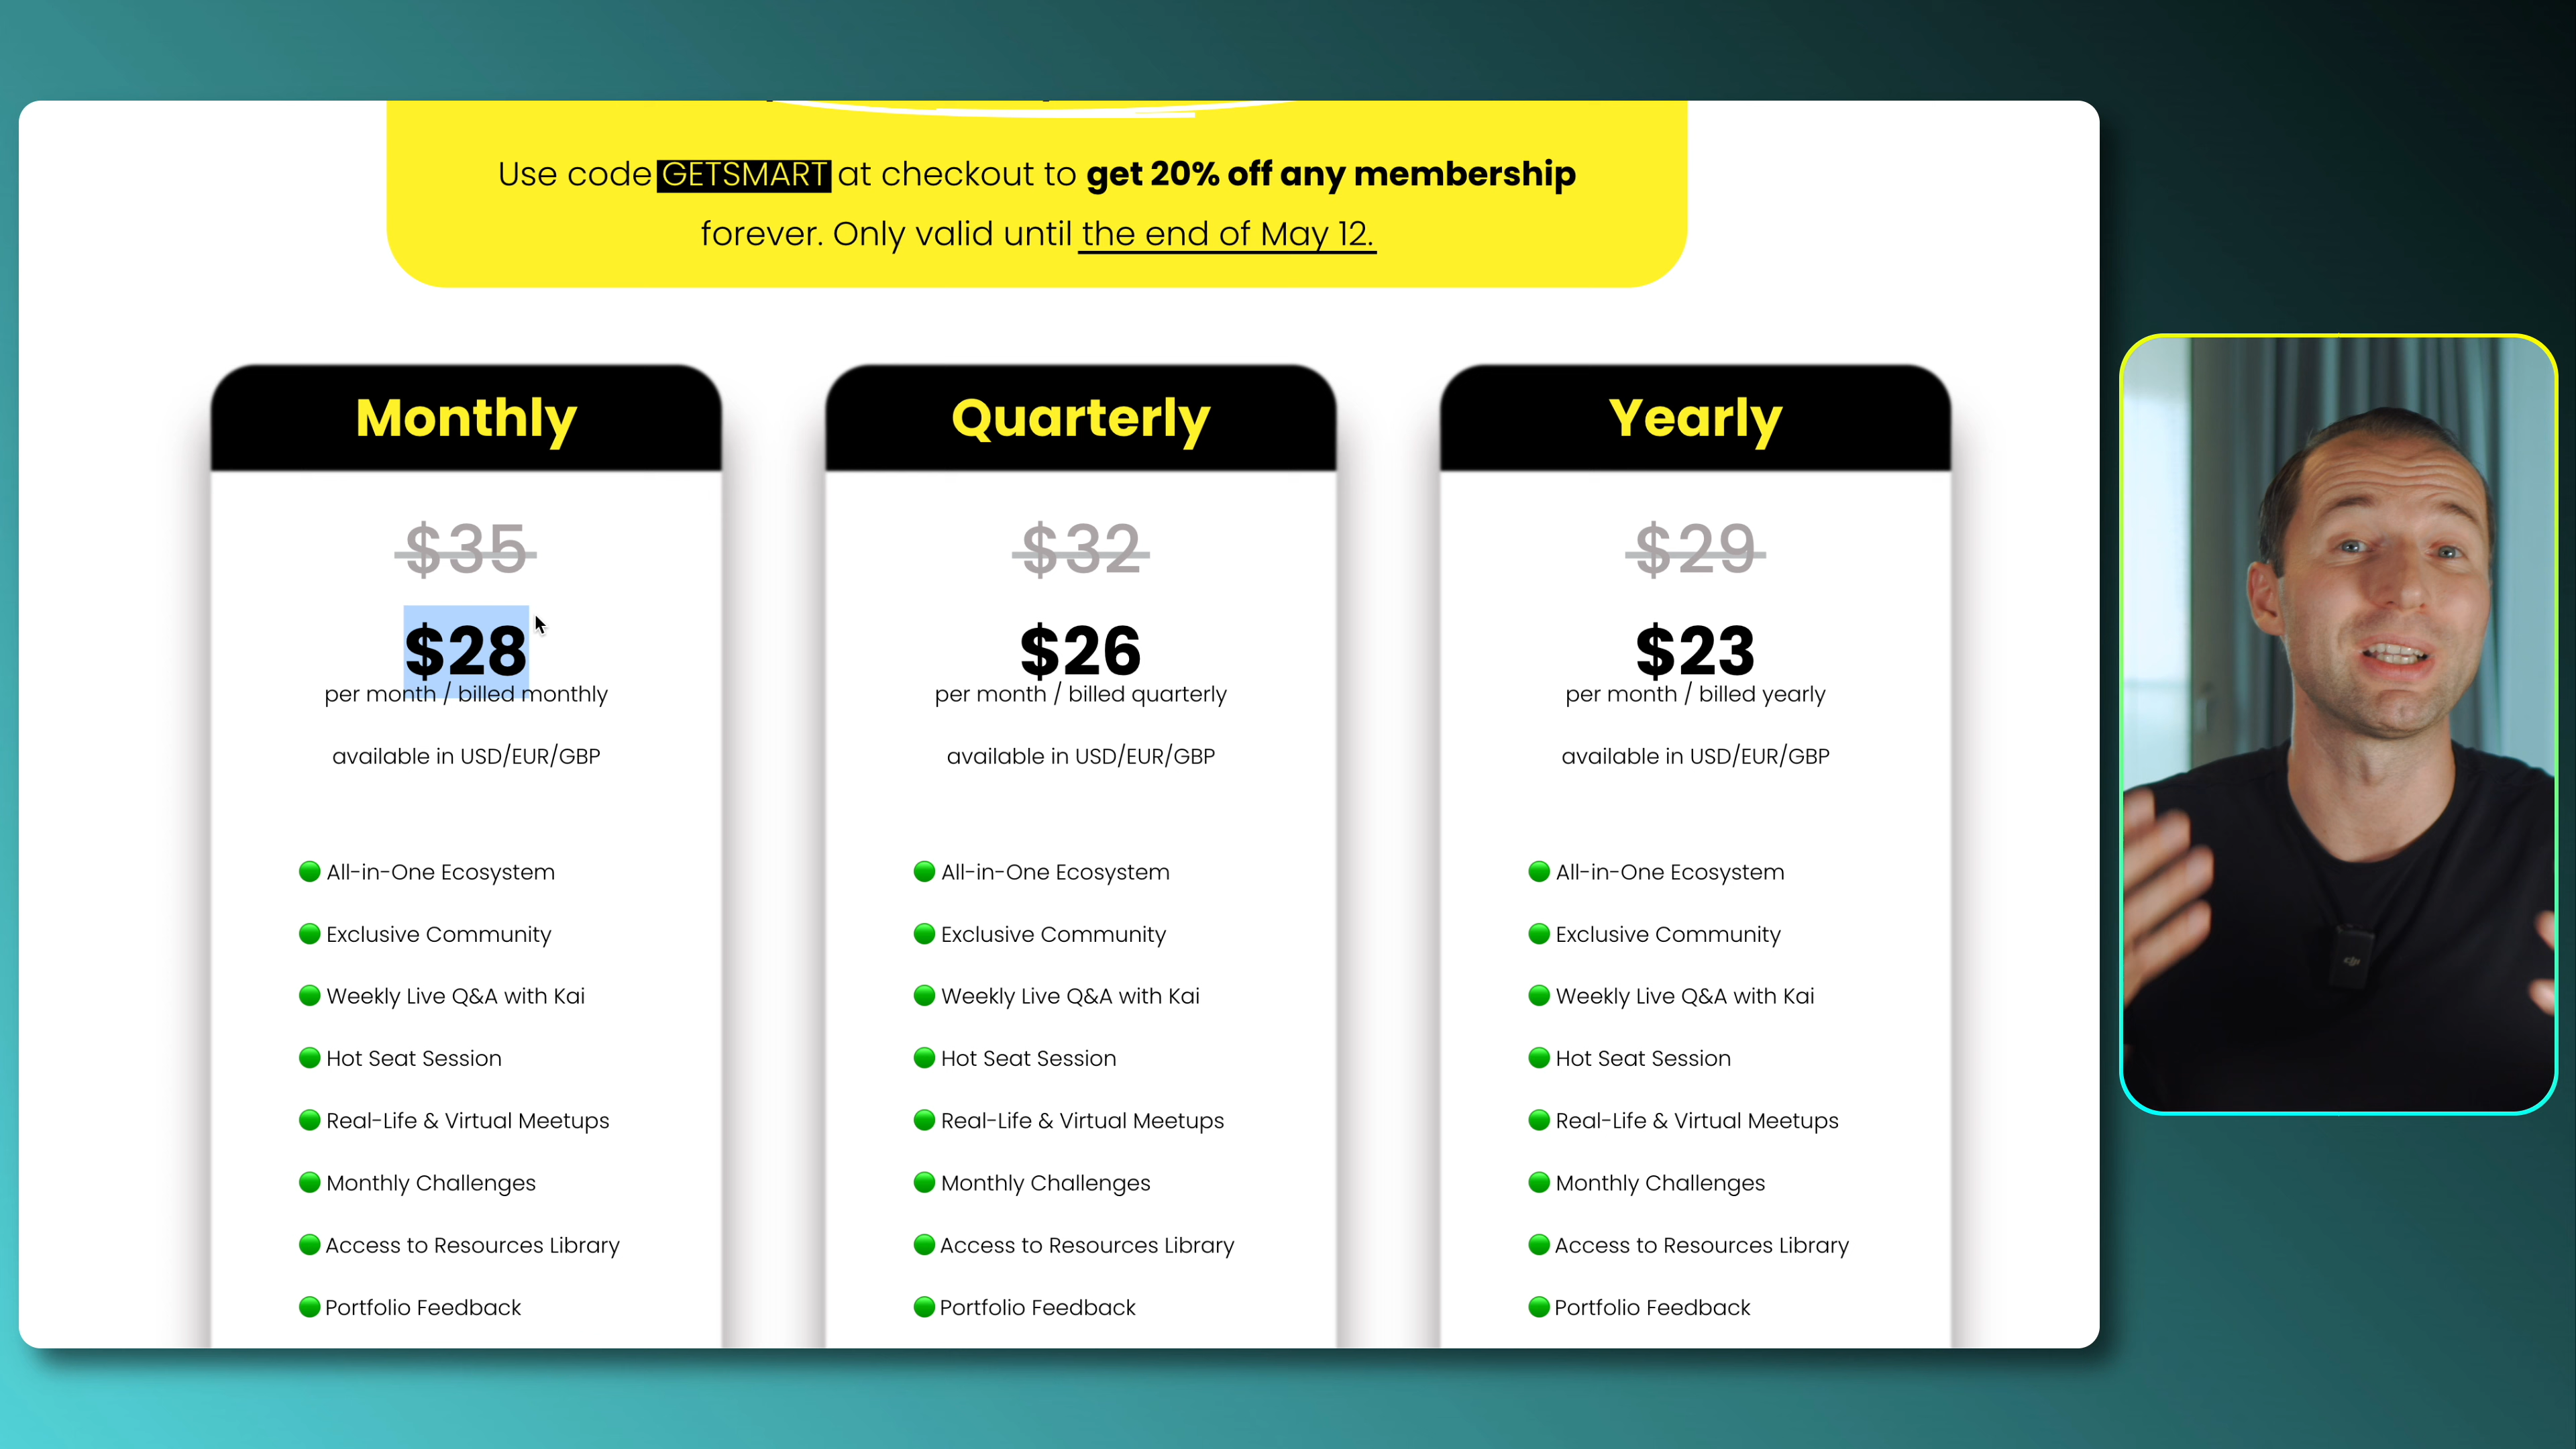 Use code GETSMART at checkout to get 20% off any membership
forever. Only valid until the end of May 12.
Monthly
$35
$28
per month / billed monthly
available in USD/EUR/GBP
All-in-One Ecosystem
Exclusive Community
Weekly Live Q&A with Kai
Hot Seat Session
Real-Life & Virtual Meetups
Monthly Challenges
Access to Resources Library
Portfolio Feedback
Quarterly
$32
$26
per month / billed quarterly
available in USD/EUR/GBP
All-in-One Ecosystem
Exclusive Community
Weekly Live Q&A with Kai
Hot Seat Session
Real-Life & Virtual Meetups
Monthly Challenges
Access to Resources Library
Portfolio Feedback
Yearly
$29
$23
per month / billed yearly
available in USD/EUR/GBP
All-in-One Ecosystem
Exclusive Community
Weekly Live Q&A with Kai
Hot Seat Session
Real-Life & Virtual Meetups
Monthly Challenges
Access to Resources Library
Portfolio Feedback